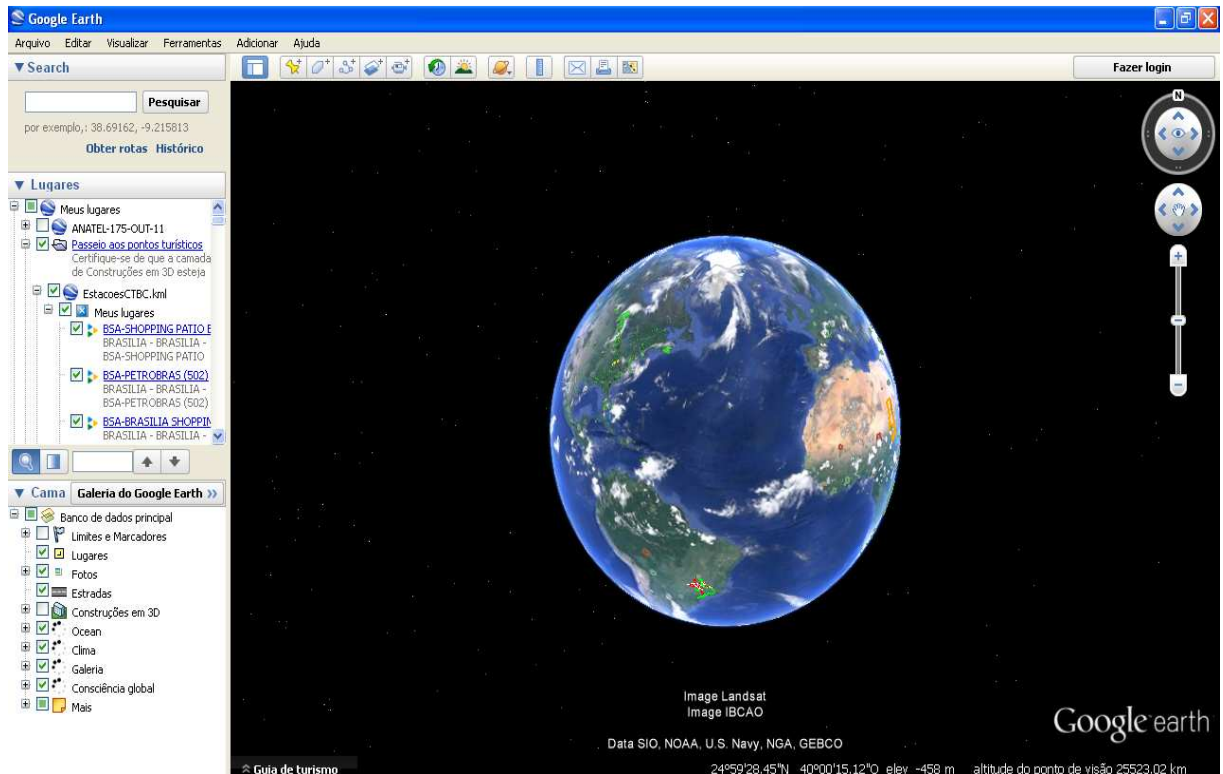 Google Earth
Arquivo Editar Visualizar Ferramentas Adicionar Ajuda
Search
Fazer login
Pesquisar
por exemplo,: 38.69162, -9.215813
Obter rotas Histórico
N
Lugares
Meus lugares
ANATEL-175-OUT-11
Passeio aos pontos turísticos
Certifique-se de que a camada
de Construções em 3D esteja
EstacoesCTBC.kml
Meus lugares
BSA-SHOPPING PATIO B
BRASILIA - BRASILIA -
BSA-SHOPPING PATIO
BSA-PETROBRAS (502)
BRASILIA - BRASILIA -
BSA-PETROBRAS (502)
BSA-BRASILIA SHOPPIN
BRASILIA - BRASILIA -
Cama Galeria do Google Earth >>
Banco de dados principal
Limites e Marcadores
Lugares
Fotos
Estradas
Construções em 3D
Ocean
Clima
Galeria
Consciência global
Mais
Image Landsat
Image IBCAO
Data SIO, NOAA, U.S. Navy, NGA, GEBCO
Google earth
Guia de turismo
24°59'28.45"N 40°00'15.12"O elev -458 m altitude do ponto de visão 25523.02 km